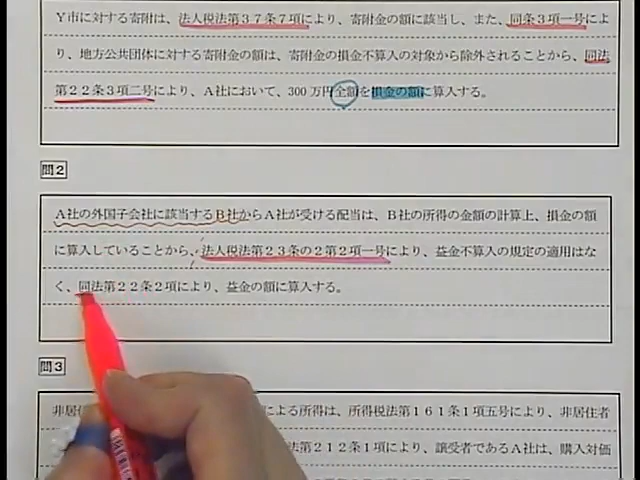 Ｙ市に対する寄附は、法人税法第３７条７項により、寄附金の額に該当し、また、同条３項一号によ
り、地方公共団体に対する寄附金の額は、寄附金の損金不算入の対象から除外されることから、同法
第２２条３項二号により、Ａ社において、300 万円全額を損金の額に算入する。
問２
Ａ社の外国子会社に該当するＢ社からＡ社が受ける配当は、Ｂ社の所得の金額の計算上、損金の額
に算入していることから、法人税法第２３条の２第２項一号により、益金不算入の規定の適用はな
く、同法第２２条２項により、益金の額に算入する。
問３
非居住 による所得は、所得税法第１６１条１項五号により、非居住者
法第２１２条１項により、譲受者であるＡ社は、購入対価